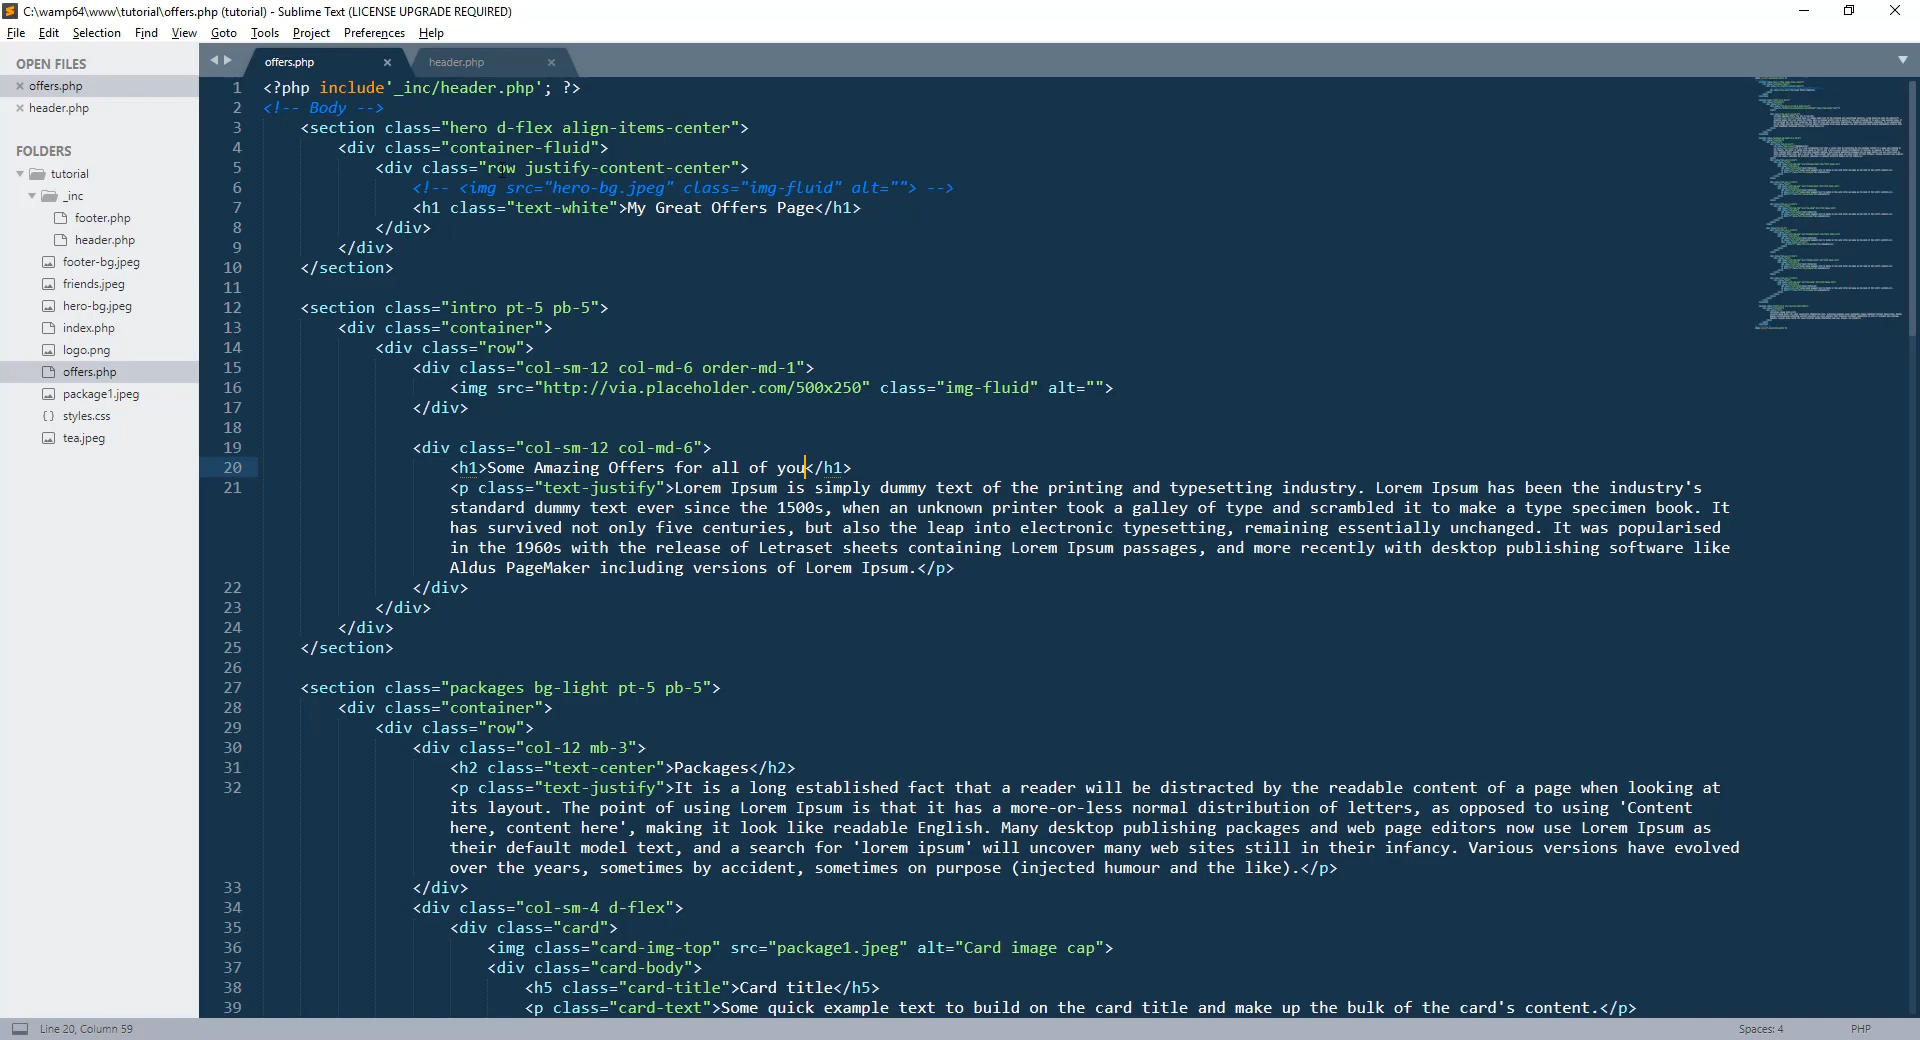 C:\wamp64\www\tutorial\offers.php (tutorial) - Sublime Text (LICENSE UPGRADE REQUIRED)
File Edit Selection Find View Goto Tools Project Preferences Help
OPEN FILES
offers.php
header.php
FOLDERS
tutorial
_inc
footer.php
header.php
footer-bg.jpeg
friends.jpeg
hero-bg.jpeg
index.php
logo.png
offers.php
package1.jpeg
styles.css
tea.jpeg
offers.php header.php
1 <?php include'_inc/header.php'; ?>
2 <!-- Body -->
3 <section class="hero d-flex align-items-center">
4 <div class="container-fluid">
5 <div class="row justify-content-center">
6 <!-- <img src="hero-bg.jpeg" class="img-fluid" alt=""> -->
7 <h1 class="text-white">My Great Offers Page</h1>
8 </div>
9 </div>
10 </section>
11
12 <section class="intro pt-5 pb-5">
13 <div class="container">
14 <div class="row">
15 <div class="col-sm-12 col-md-6 order-md-1">
16 <img src="http://via.placeholder.com/500x250" class="img-fluid" alt="">
17 </div>
18
19 <div class="col-sm-12 col-md-6">
20 <h1>Some Amazing Offers for all of you</h1>
21 <p class="text-justify">Lorem Ipsum is simply dummy text of the printing and typesetting industry. Lorem Ipsum has been the industry's
standard dummy text ever since the 1500s, when an unknown printer took a galley of type and scrambled it to make a type specimen book. It
has survived not only five centuries, but also the leap into electronic typesetting, remaining essentially unchanged. It was popularised
in the 1960s with the release of Letraset sheets containing Lorem Ipsum passages, and more recently with desktop publishing software like
Aldus PageMaker including versions of Lorem Ipsum.</p>
22 </div>
23 </div>
24 </div>
25 </section>
26
27 <section class="packages bg-light pt-5 pb-5">
28 <div class="container">
29 <div class="row">
30 <div class="col-12 mb-3">
31 <h2 class="text-center">Packages</h2>
32 <p class="text-justify">It is a long established fact that a reader will be distracted by the readable content of a page when looking at
its layout. The point of using Lorem Ipsum is that it has a more-or-less normal distribution of letters, as opposed to using 'Content
here, content here', making it look like readable English. Many desktop publishing packages and web page editors now use Lorem Ipsum as
their default model text, and a search for 'lorem ipsum' will uncover many web sites still in their infancy. Various versions have evolved
over the years, sometimes by accident, sometimes on purpose (injected humour and the like).</p>
33 </div>
34 <div class="col-sm-4 d-flex">
35 <div class="card">
36 <img class="card-img-top" src="package1.jpeg" alt="Card image cap">
37 <div class="card-body">
38 <h5 class="card-title">Card title</h5>
39 <p class="card-text">Some quick example text to build on the card title and make up the bulk of the card's content.</p>
Line 20, Column 59 Spaces: 4 PHP